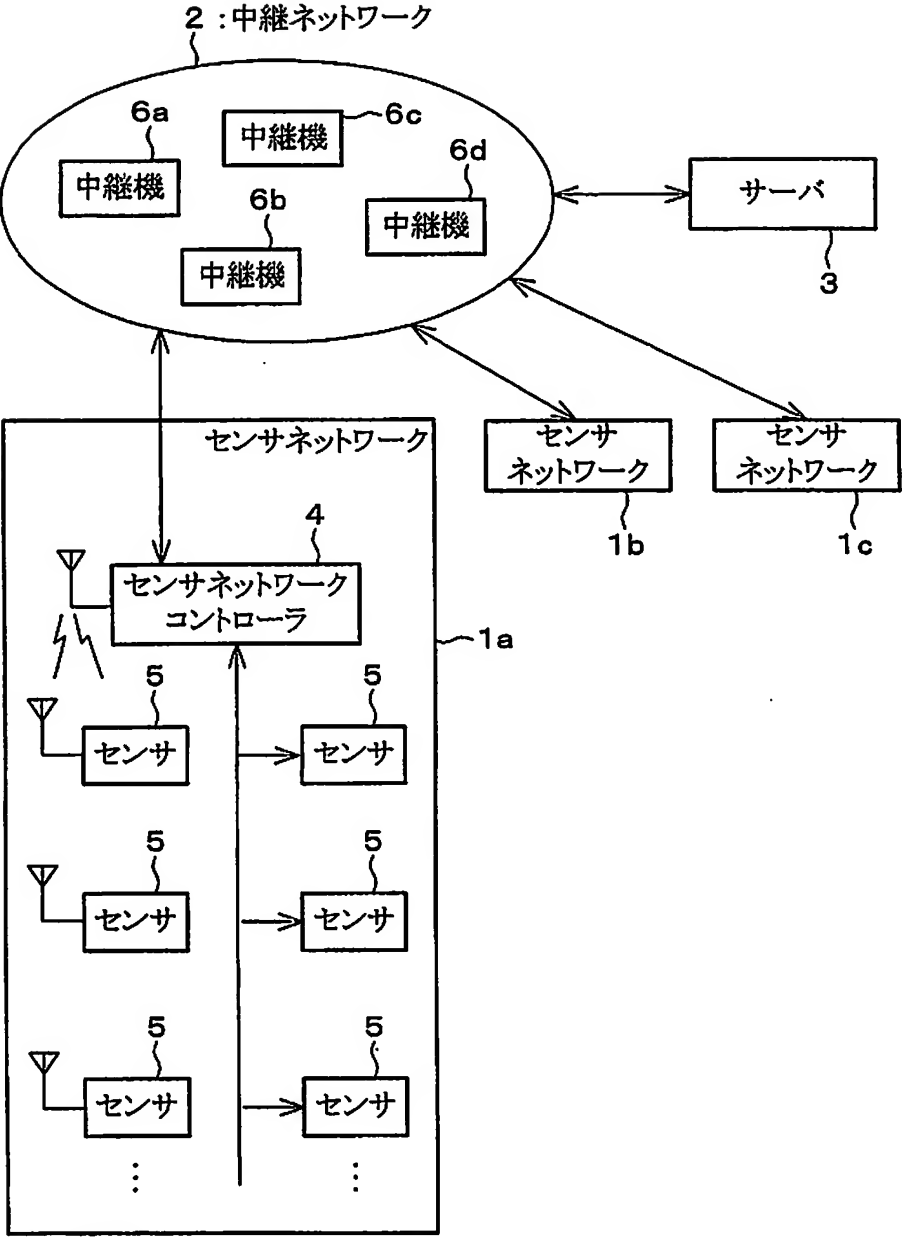 2:中継ネットワーク
6a
中継機
6c
中継機
6b
中継機
6d
中継機
サーバ
3
センサネットワーク
センサ
ネットワーク
1b
センサ
ネットワーク
1c
4
センサネットワーク
コントローラ
1a
5
センサ
5
センサ
5
センサ
5
センサ
5
センサ
5
センサ
⋮
⋮